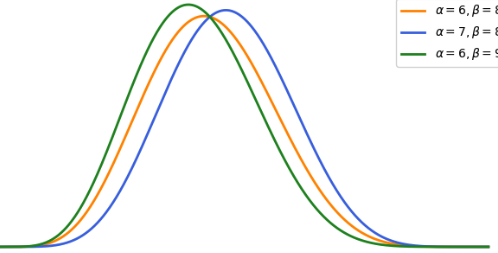 α = 6, β = 8
α = 7, β = 8
α = 6, β = 9